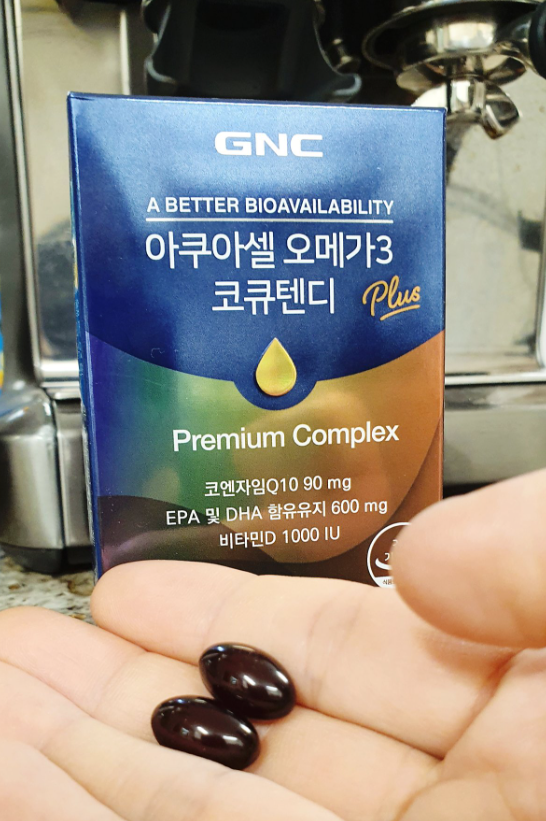 GNC
A BETTER BIOAVAILABILITY
아쿠아셀 오메가3
코큐텐디 Plus
Premium Complex
코엔자임Q10 90 mg
EPA 및 DHA 함유유지 600 mg
비타민D 1000 IU